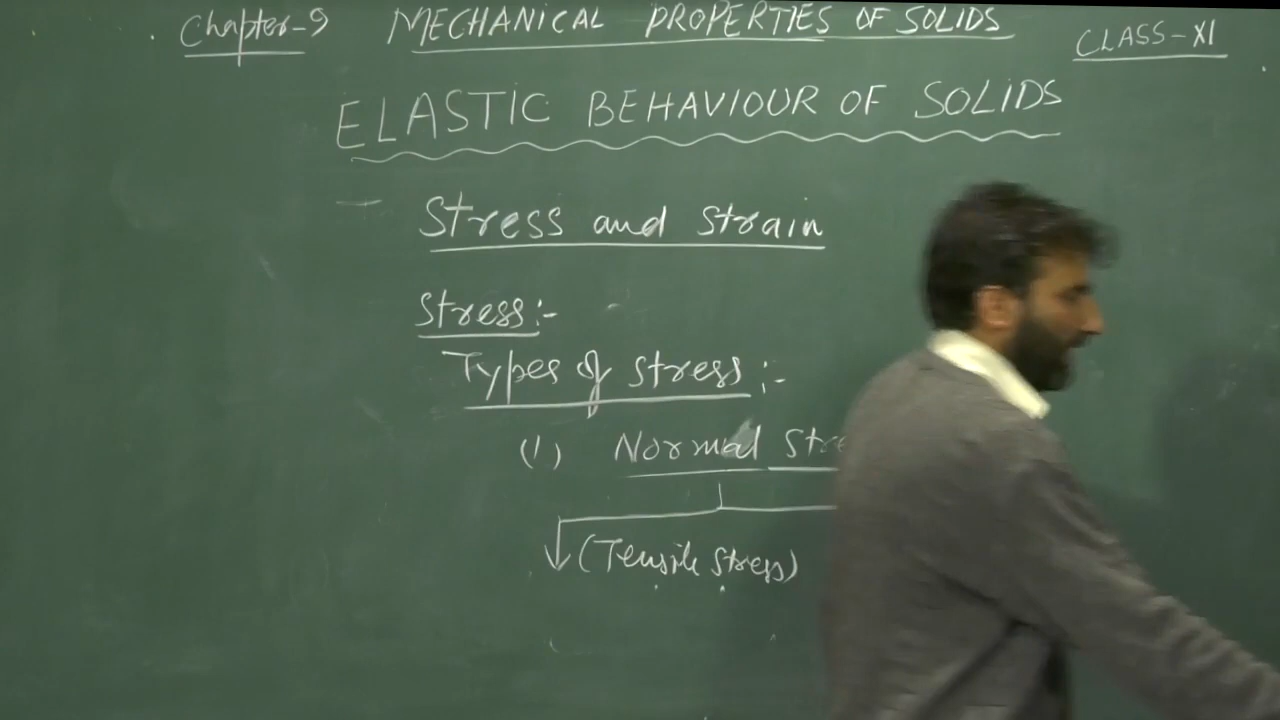 Chapter-9 MECHANICAL PROPERTIES OF SOLIDS CLASS-XI
ELASTIC BEHAVIOUR OF SOLIDS
- Stress and Strain
Stress:-
Types of stress:-
(1) Normal Stre
(Tensile stress)